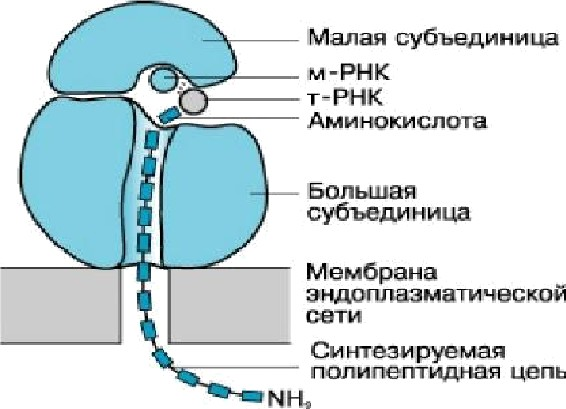 Малая субъединица
м-РНК
т-РНК
Аминокислота
Большая
субъединица
Мембрана
эндоплазматической
сети
Синтезируемая
полипептидная цепь
NH₂